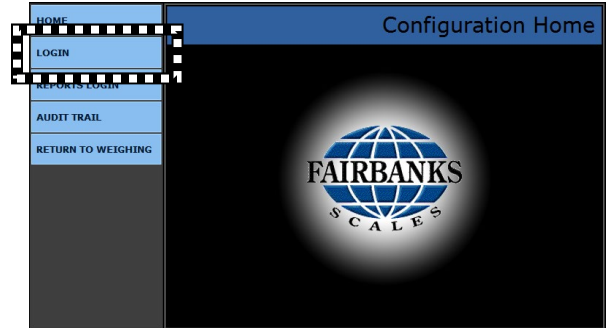 HOME
Configuration Home
LOGIN
REPORTS LOGIN
AUDIT TRAIL
RETURN TO WEIGHING
FAIRBANKS
SCALES